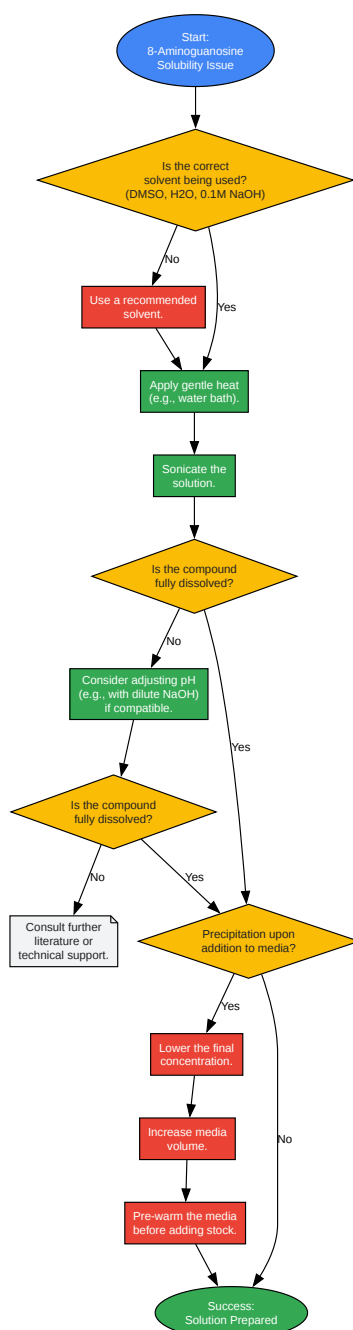 Start:
8-Aminoguanosine
Solubility Issue
Is the correct
solvent being used?
(DMSO, H2O, 0.1M NaOH)
No
Yes
Use a recommended
solvent.
Apply gentle heat
(e.g., water bath).
Sonicate the
solution.
Is the compound
fully dissolved?
No
Yes
Consider adjusting pH
(e.g., with dilute NaOH)
if compatible.
Is the compound
fully dissolved?
No
Yes
Consult further
literature or
technical support.
Precipitation upon
addition to media?
Yes
No
Lower the final
concentration.
Increase media
volume.
Pre-warm the media
before adding stock.
Success:
Solution Prepared